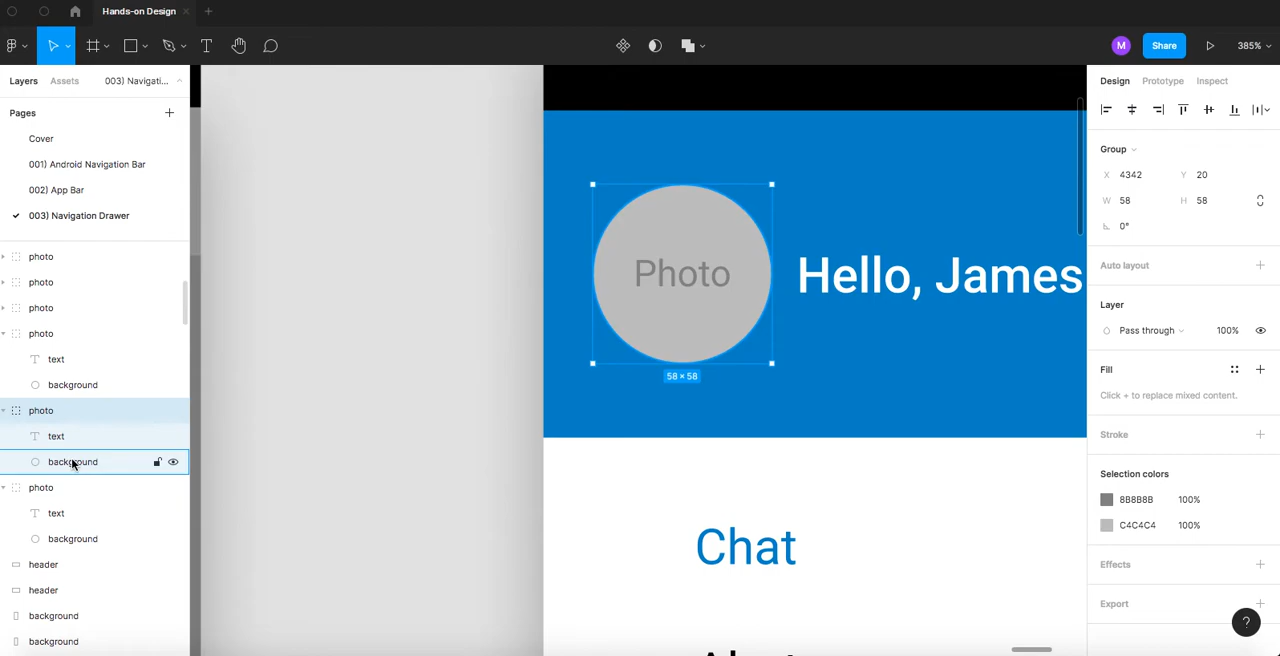 Hands-on Design
M
Share
385%
Layers
Assets
003) Navigati...
Pages
Cover
001) Android Navigation Bar
002) App Bar
003) Navigation Drawer
photo
photo
photo
photo
text
background
photo
text
background
photo
text
background
header
header
background
background
Photo
58 × 58
Hello, James
Chat
Design
Prototype
Inspect
Group
X 4342
Y 20
W 58
H 58
0°
Auto layout
Layer
Pass through
100%
Fill
Click + to replace mixed content.
Stroke
Selection colors
8B8B8B 100%
C4C4C4 100%
Effects
Export
?